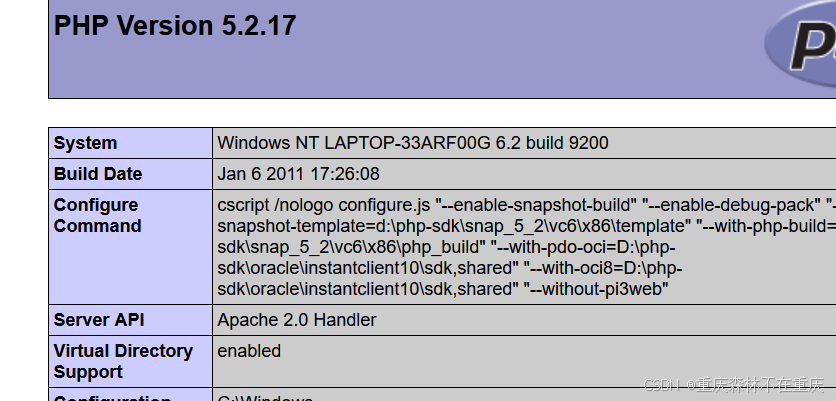 PHP Version 5.2.17
System
Windows NT LAPTOP-33ARF00G 6.2 build 9200
Build Date
Jan 6 2011 17:26:08
Configure
Command
cscript /nologo configure.js "--enable-snapshot-build" "--enable-debug-pack" "-
snapshot-template=d:\php-sdk\snap_5_2\vc6\x86\template" "--with-php-build=
sdk\snap_5_2\vc6\x86\php_build" "--with-pdo-oci=D:\php-
sdk\oracle\instantclient10\sdk,shared" "--with-oci8=D:\php-
sdk\oracle\instantclient10\sdk,shared" "--without-pi3web"
Server API
Apache 2.0 Handler
Virtual Directory
Support
enabled
Configuration
C:\Windows
CSDN @重庆森林不在重庆